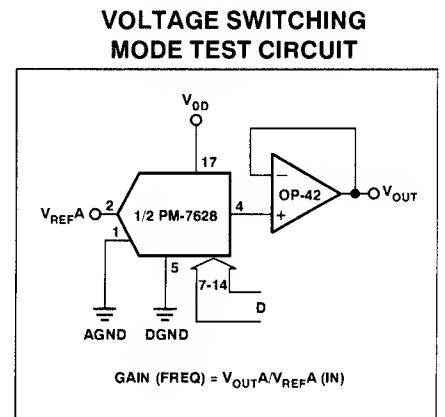 VOLTAGE SWITCHING
MODE TEST CIRCUIT
VDD
17
VREFA
2
1/2 PM-7628
4
−
OP-42
+
VOUT
1
5
7-14
D
AGND
DGND
GAIN (FREQ) = VOUTA/VREFA (IN)